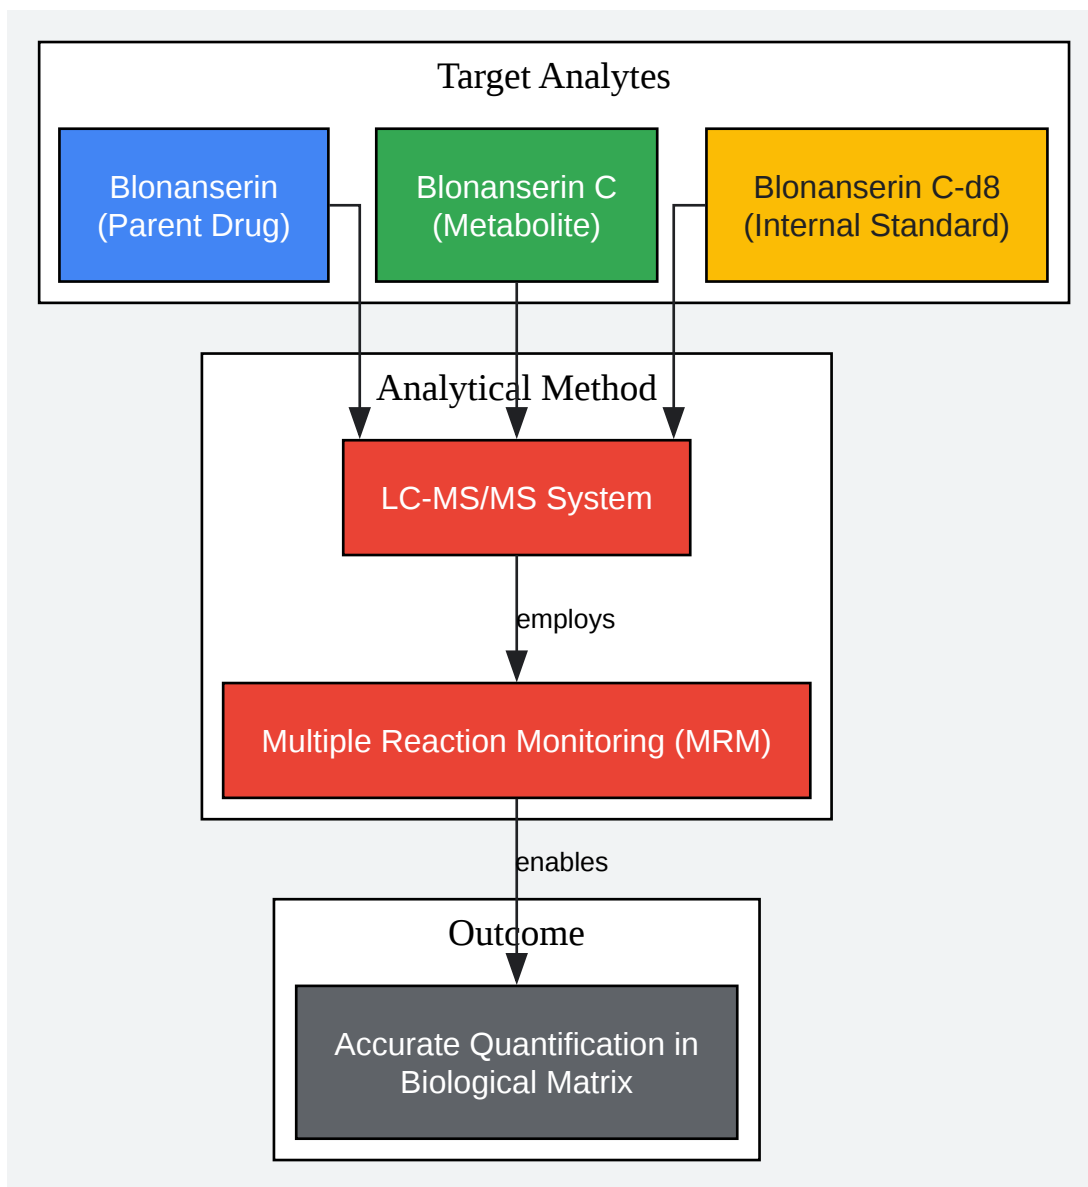 Target Analytes
Blonanserin
(Parent Drug)
Blonanserin C
(Metabolite)
Blonanserin C-d8
(Internal Standard)
Analytical Method
LC-MS/MS System
employs
Multiple Reaction Monitoring (MRM)
enables
Outcome
Accurate Quantification in
Biological Matrix